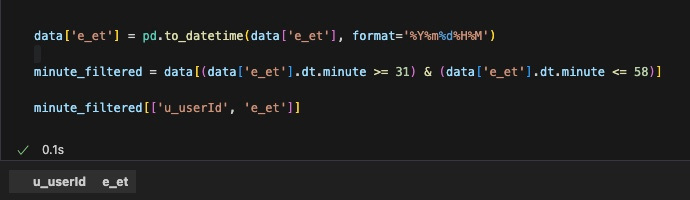 data['e_et'] = pd.to_datetime(data['e_et'], format='%Y%m%d%H%M')
minute_filtered = data[(data['e_et'].dt.minute >= 31) & (data['e_et'].dt.minute <= 58)]
minute_filtered[['u_userId', 'e_et']]
✓ 0.1s
u_userId e_et